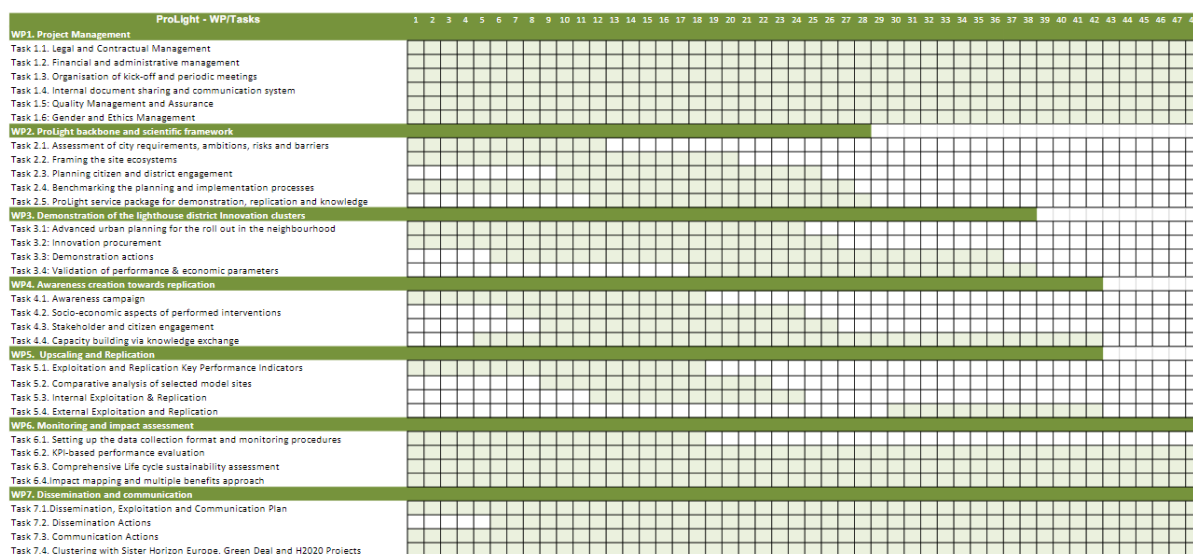 ProLight - WP/Tasks 1 2 3 4 5 6 7 8 9 10 11 12 13 14 15 16 17 18 19 20 21 22 23 24 25 26 27 28 29 30 31 32 33 34 35 36 37 38 39 40 41 42 43 44 45 46 47
WP1. Project Management
Task 1.1. Legal and Contractual Management
Task 1.2. Financial and administrative management
Task 1.3. Organisation of kick-off and periodic meetings
Task 1.4. Internal document sharing and communication system
Task 1.5: Quality Management and Assurance
Task 1.6: Gender and Ethics Management
WP2. ProLight backbone and scientific framework
Task 2.1. Assessment of city requirements, ambitions, risks and barriers
Task 2.2. Framing the site ecosystems
Task 2.3. Planning citizen and district engagement
Task 2.4. Benchmarking the planning and implementation processes
Task 2.5. ProLight service package for demonstration, replication and knowledge
WP3. Demonstration of the lighthouse district Innovation clusters
Task 3.1: Advanced urban planning for the roll out in the neighbourhood
Task 3.2: Innovation procurement
Task 3.3: Demonstration actions
Task 3.4: Validation of performance & economic parameters
WP4. Awareness creation towards replication
Task 4.1. Awareness campaign
Task 4.2. Socio-economic aspects of performed interventions
Task 4.3. Stakeholder and citizen engagement
Task 4.4. Capacity building via knowledge exchange
WP5. Upscaling and Replication
Task 5.1. Exploitation and Replication Key Performance Indicators
Task 5.2. Comparative analysis of selected model sites
Task 5.3. Internal Exploitation & Replication
Task 5.4. External Exploitation and Replication
WP6. Monitoring and impact assessment
Task 6.1. Setting up the data collection format and monitoring procedures
Task 6.2. KPI-based performance evaluation
Task 6.3. Comprehensive Life cycle sustainability assessment
Task 6.4.Impact mapping and multiple benefits approach
WP7. Dissemination and communication
Task 7.1.Dissemination, Exploitation and Communication Plan
Task 7.2. Dissemination Actions
Task 7.3. Communication Actions
Task 7.4. Clustering with Sister Horizon Europe, Green Deal and H2020 Projects